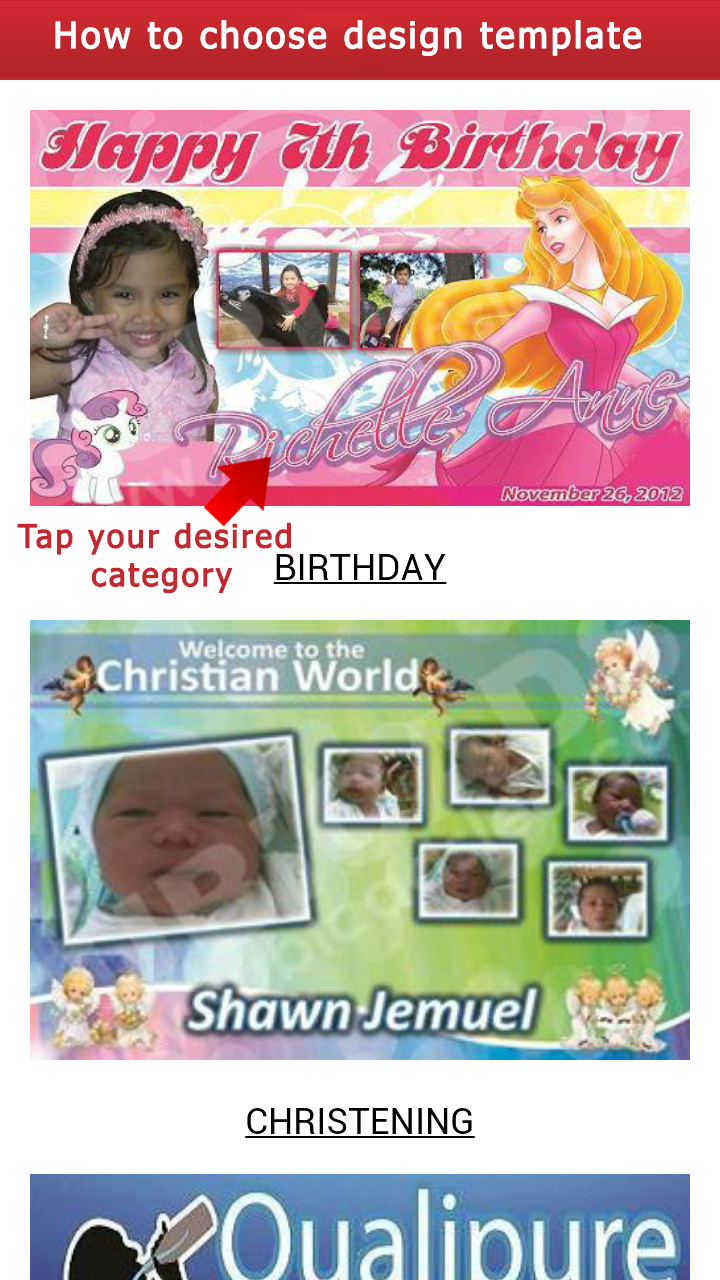 How to choose design template
Happy 7th Birthday
Richelle Anne
November 26, 2012
Tap your desired
category
BIRTHDAY
Welcome to the
Christian World
Shawn Jemuel
CHRISTENING
Qualipure